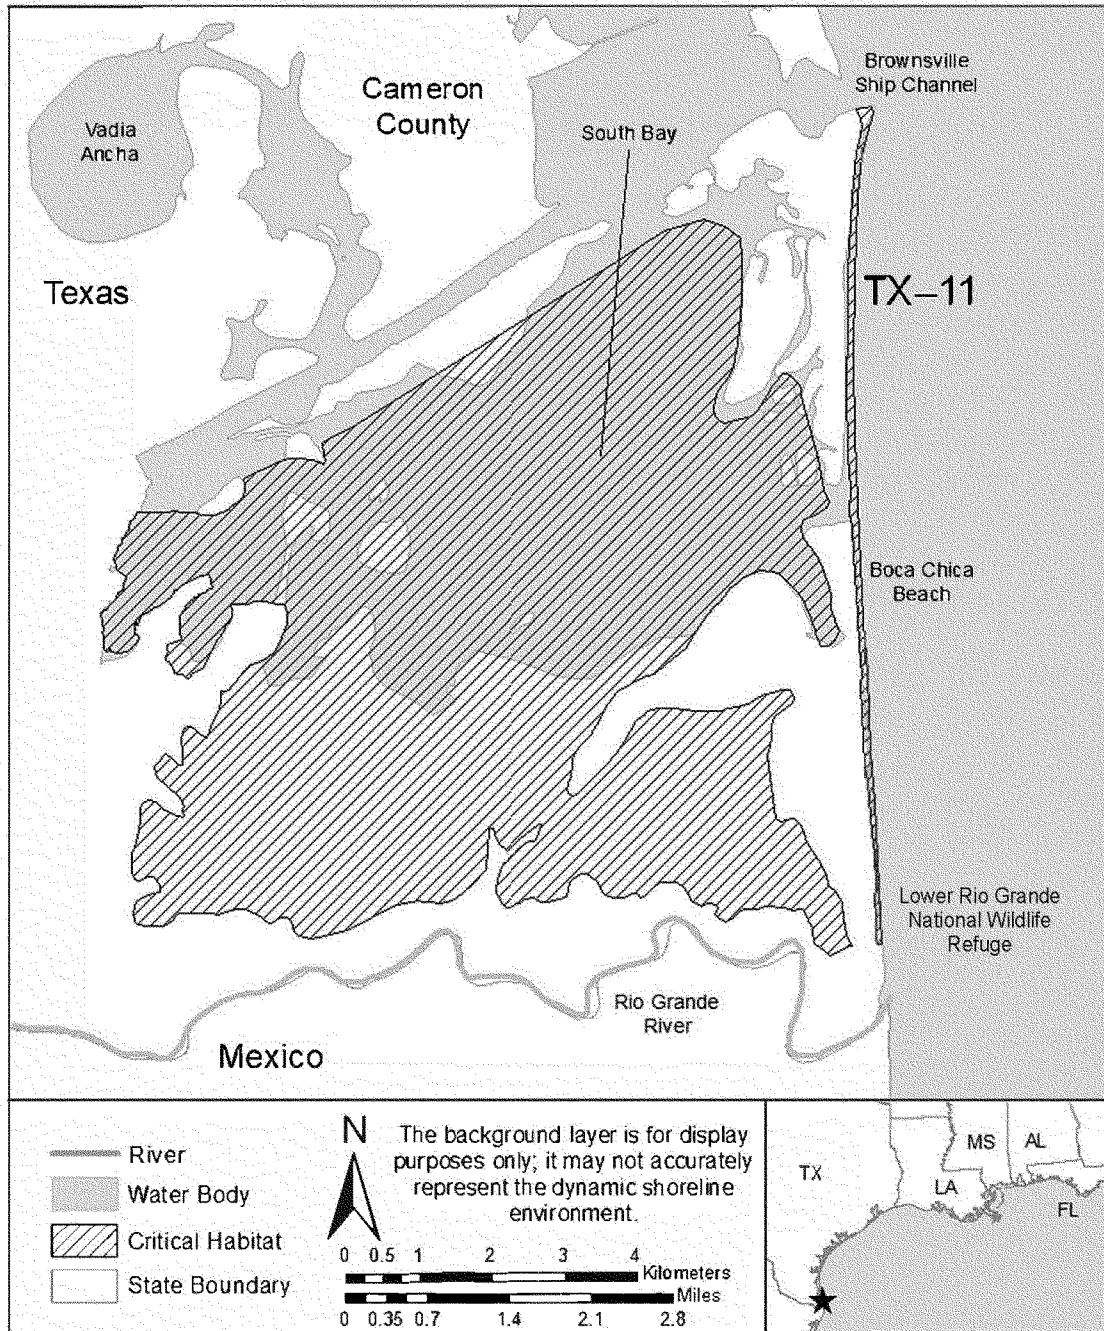 Brownsville
Ship Channel
Cameron
County
Vadia
Ancha
South Bay
Texas
TX–11
Boca Chica
Beach
Lower Rio Grande
National Wildlife
Refuge
Rio Grande
River
Mexico
River
Water Body
Critical Habitat
State Boundary
N
The background layer is for display
purposes only; it may not accurately
represent the dynamic shoreline
environment.
0 0.5 1 2 3 4
Kilometers
Miles
0 0.35 0.7 1.4 2.1 2.8
TX
LA
MS
AL
FL